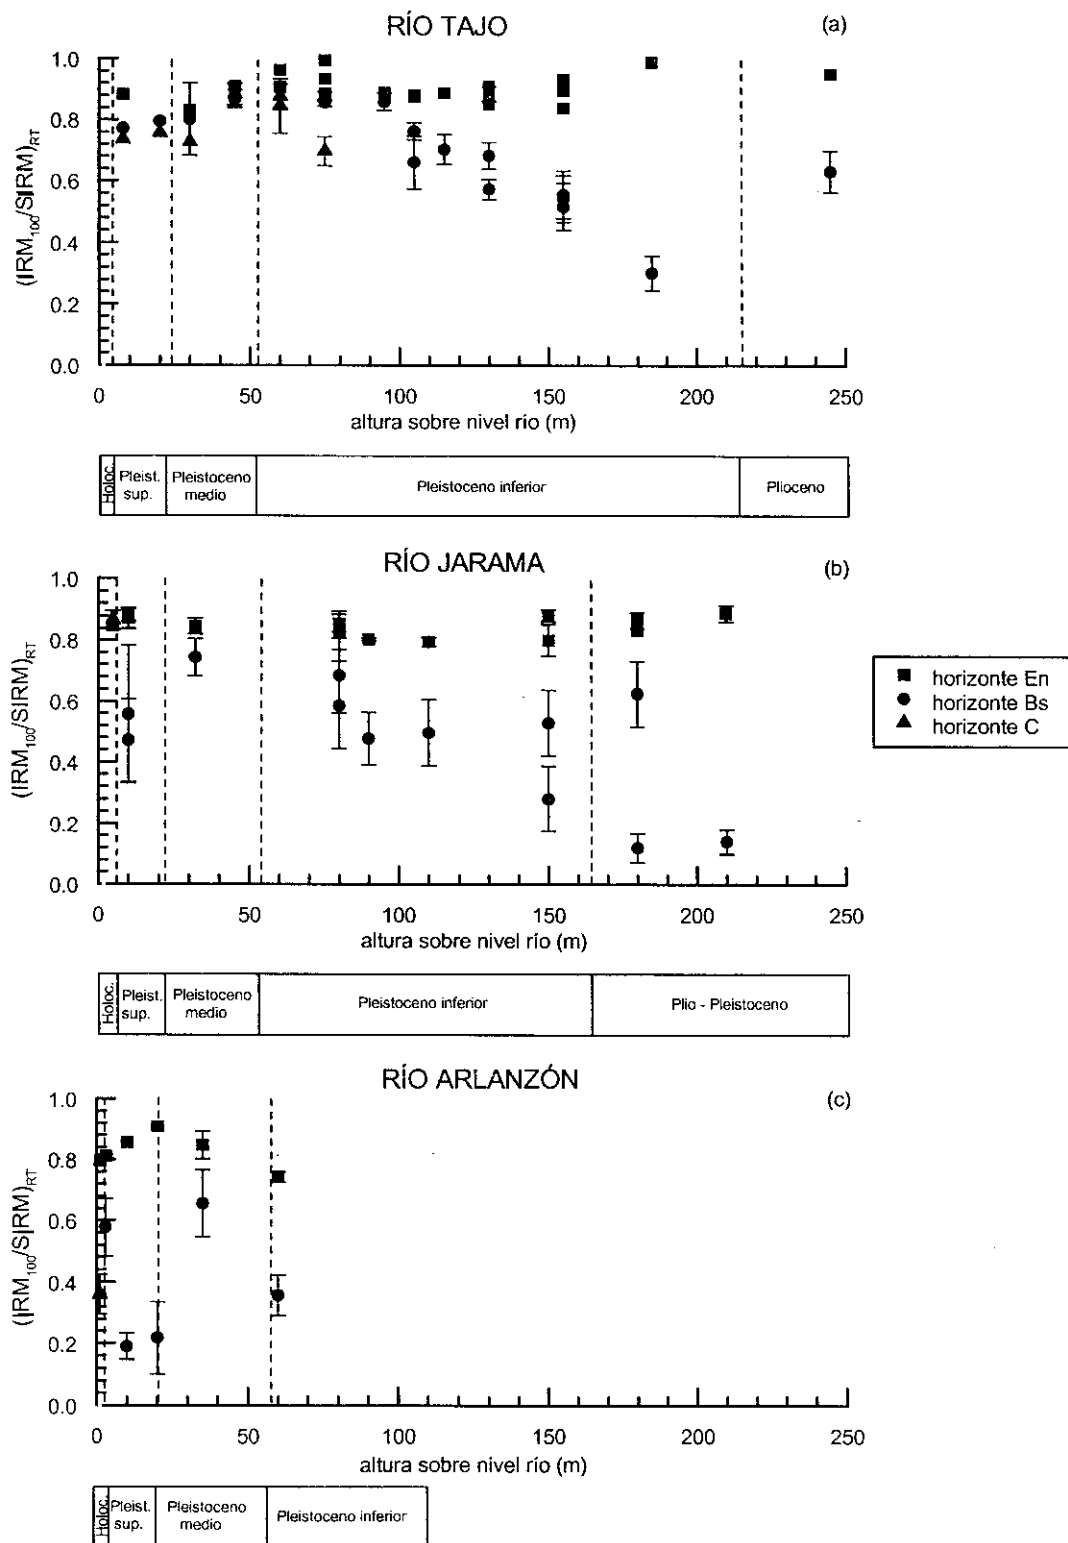 RÍO TAJO
(a)
(IRM100/SIRM)RT
1.0
0.8
0.6
0.4
0.2
0.0
0 50 100 150 200 250
altura sobre nivel río (m)
Holoc.
Pleist. sup.
Pleistoceno medio
Pleistoceno inferior
Plioceno
RÍO JARAMA
(b)
(IRM100/SIRM)RT
1.0
0.8
0.6
0.4
0.2
0.0
0 50 100 150 200 250
altura sobre nivel río (m)
horizonte En
horizonte Bs
horizonte C
Holoc.
Pleist. sup.
Pleistoceno medio
Pleistoceno inferior
Plio - Pleistoceno
RÍO ARLANZÓN
(c)
(IRM100/SIRM)RT
1.0
0.8
0.6
0.4
0.2
0.0
0 50 100 150 200 250
altura sobre nivel río (m)
Holoc.
Pleist. sup.
Pleistoceno medio
Pleistoceno inferior